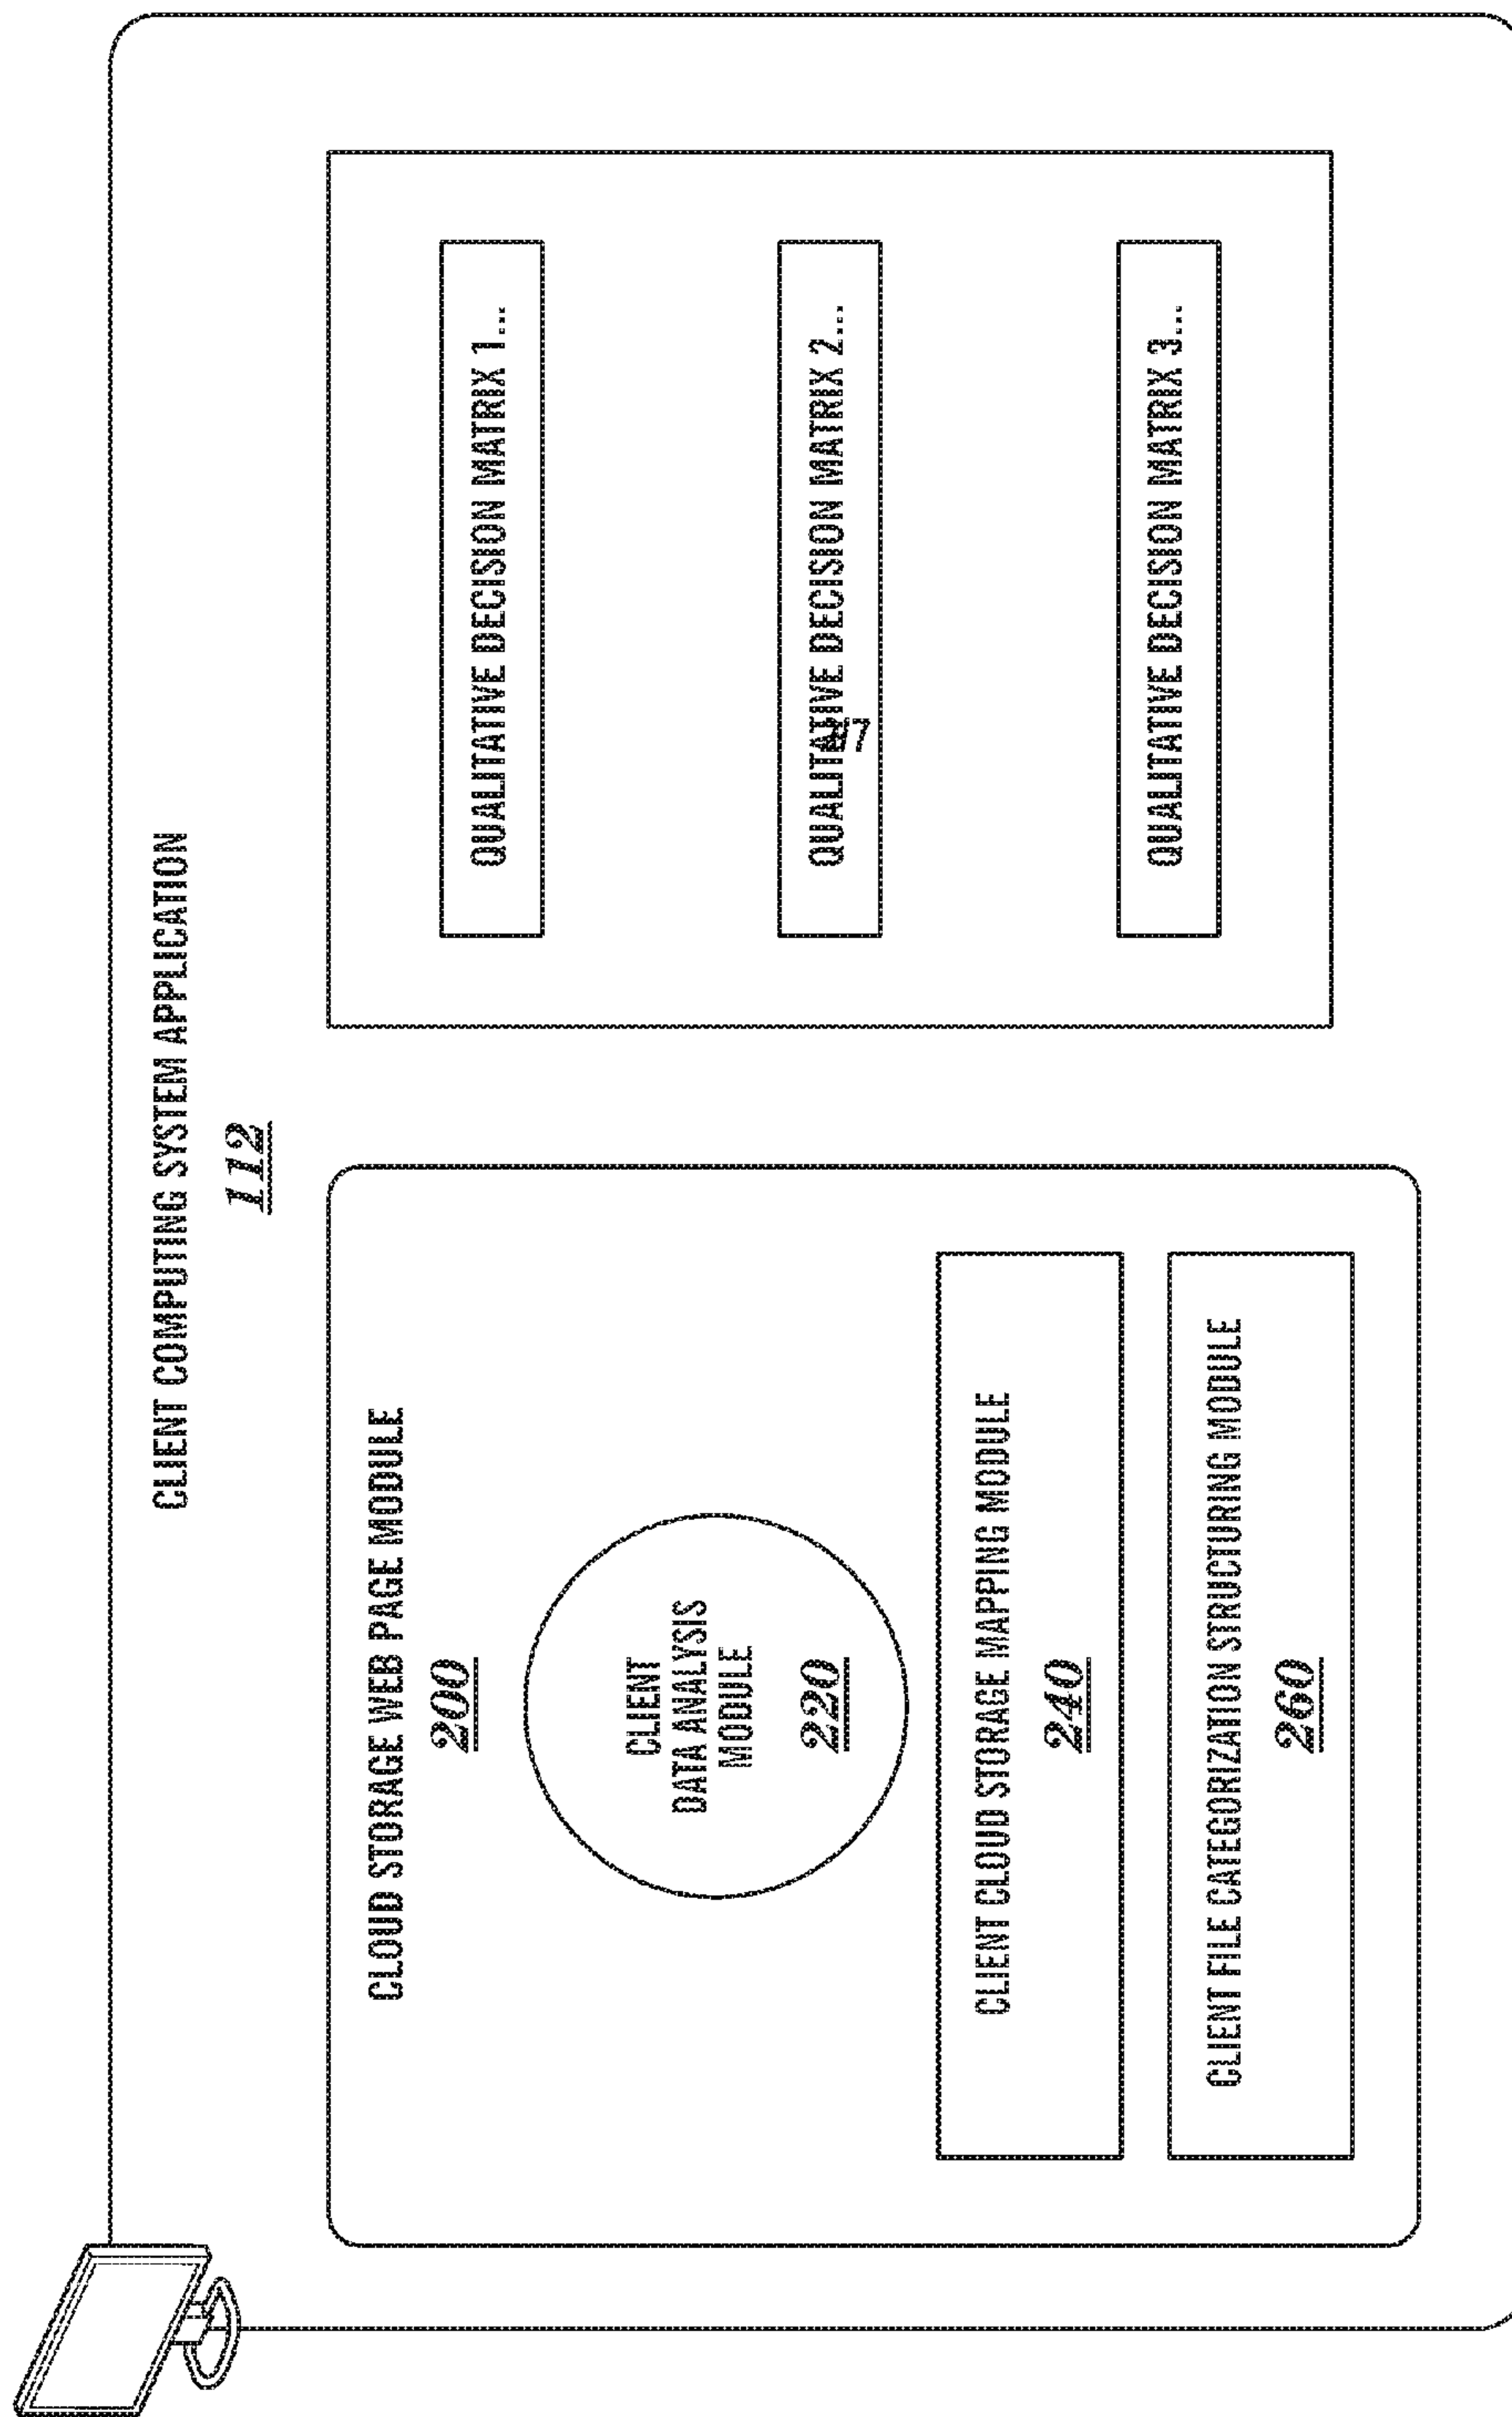 CLIENT COMPUTING SYSTEM APPLICATION
112
CLOUD STORAGE WEB PAGE MODULE
200
CLIENT
DATA ANALYSIS
MODULE
220
CLIENT CLOUD STORAGE MAPPING MODULE
240
CLIENT FILE CATEGORIZATION STRUCTURING MODULE
260
QUALITATIVE DECISION MATRIX 1...
QUALITATIVE DECISION MATRIX 2...
QUALITATIVE DECISION MATRIX 3...